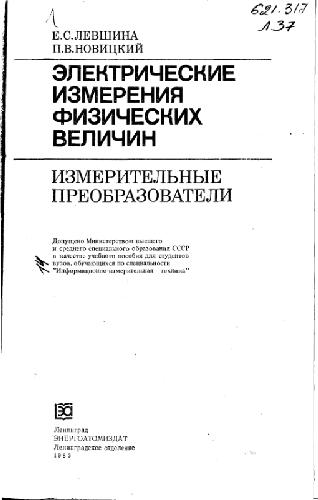 621.317
Л37
Е.С.ЛЕВШИНА
П.В.НОВИЦКИЙ
ЭЛЕКТРИЧЕСКИЕ
ИЗМЕРЕНИЯ
ФИЗИЧЕСКИХ
ВЕЛИЧИН
ИЗМЕРИТЕЛЬНЫЕ
ПРЕОБРАЗОВАТЕЛИ
Допущено Министерством высшего
и среднего специального образования СССР
в качестве учебного пособия для студентов
вузов, обучающихся по специальности
"Информационно-измерительная техника"
Ленинград
ЭНЕРГОАТОМИЗДАТ
Ленинградское отделение
1983